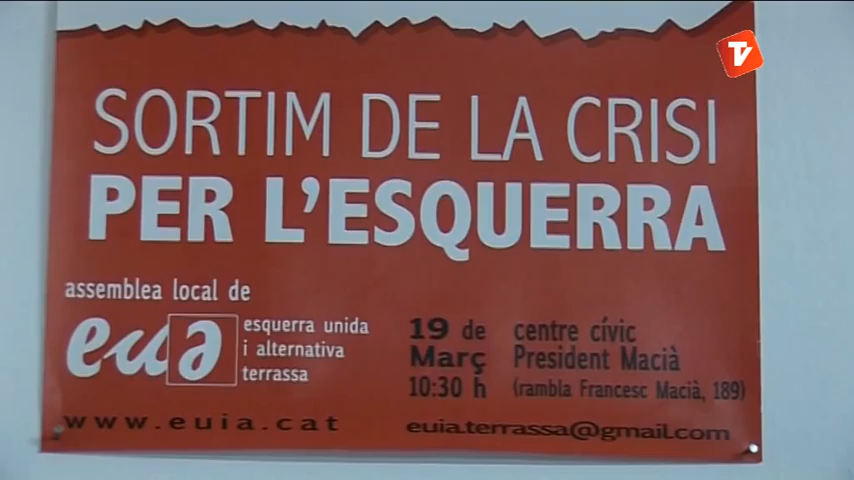 TV
SORTIM DE LA CRISI
PER L'ESQUERRA
assemblea local de
euia
esquerra unida
i alternativa
terrassa
19 de
Març
10:30 h
centre cívic
President Macià
(rambla Francesc Macià, 189)
www.euia.cat
euia.terrassa@gmail.com